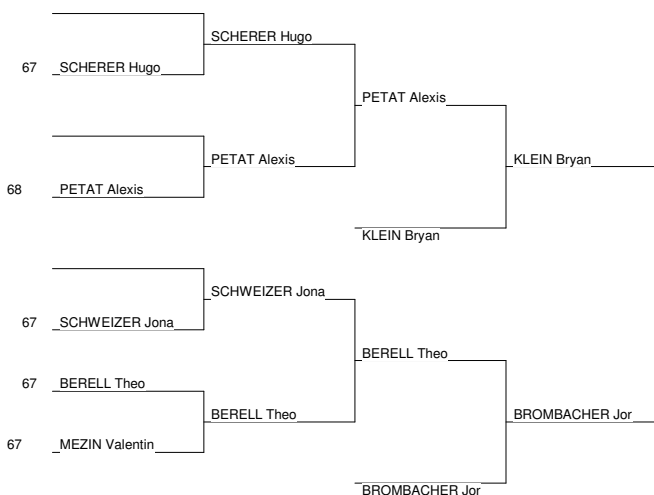 SCHERER Hugo
67 SCHERER Hugo
PETAT Alexis
PETAT Alexis KLEIN Bryan
68 PETAT Alexis
KLEIN Bryan
SCHWEIZER Jona
67 SCHWEIZER Jona
BERELL Theo
67 BERELL Theo
BERELL Theo BROMBACHER Jor
67 MEZIN Valentin
BROMBACHER Jor